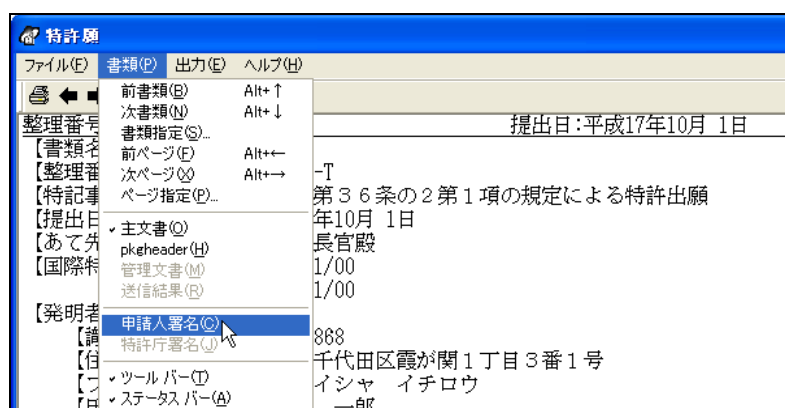 特許願
ファイル(F) 書類(P) 出力(E) ヘルプ(H)
前書類(B) Alt+↑
次書類(N) Alt+↓
書類指定(S)...
前ページ(F) Alt+←
次ページ(X) Alt+→
ページ指定(P)...
✓主文書(O)
pkgheader(H)
管理文書(M)
送信結果(R)
申請人署名(C)
特許庁署名(J)
✓ツール バー(T)
✓ステータス バー(A)
整理番号 提出日:平成17年10月 1日
【書類名
【整理番 -T
【特記事 第36条の2第1項の規定による特許出願
【提出日 年10月 1日
【あて先 長官殿
【国際特 1/00
1/00
【発明者
【識 868
【住 千代田区霞が関1丁目3番1号
【フ イシャ イチロウ